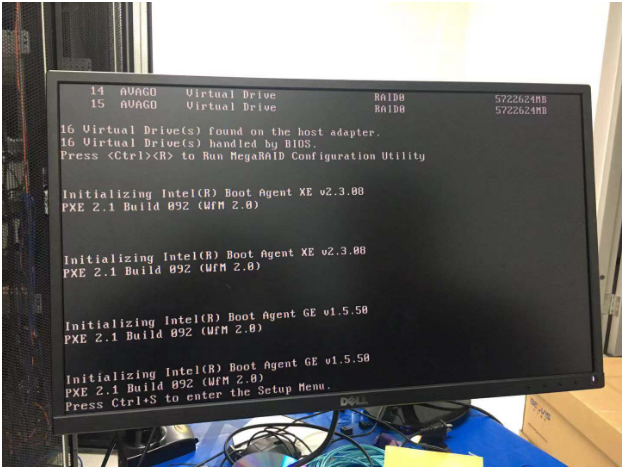 14 AVAGO Virtual Drive RAID0 5722624MB
15 AVAGO Virtual Drive RAID0 5722624MB
16 Virtual Drive(s) found on the host adapter.
16 Virtual Drive(s) handled by BIOS.
Press <Ctrl><R> to Run MegaRAID Configuration Utility
Initializing Intel(R) Boot Agent XE v2.3.08
PXE 2.1 Build 092 (WfM 2.0)
Initializing Intel(R) Boot Agent XE v2.3.08
PXE 2.1 Build 092 (WfM 2.0)
Initializing Intel(R) Boot Agent GE v1.5.50
PXE 2.1 Build 092 (WfM 2.0)
Initializing Intel(R) Boot Agent GE v1.5.50
PXE 2.1 Build 092 (WfM 2.0)
Press Ctrl+S to enter the Setup Menu.
DELL